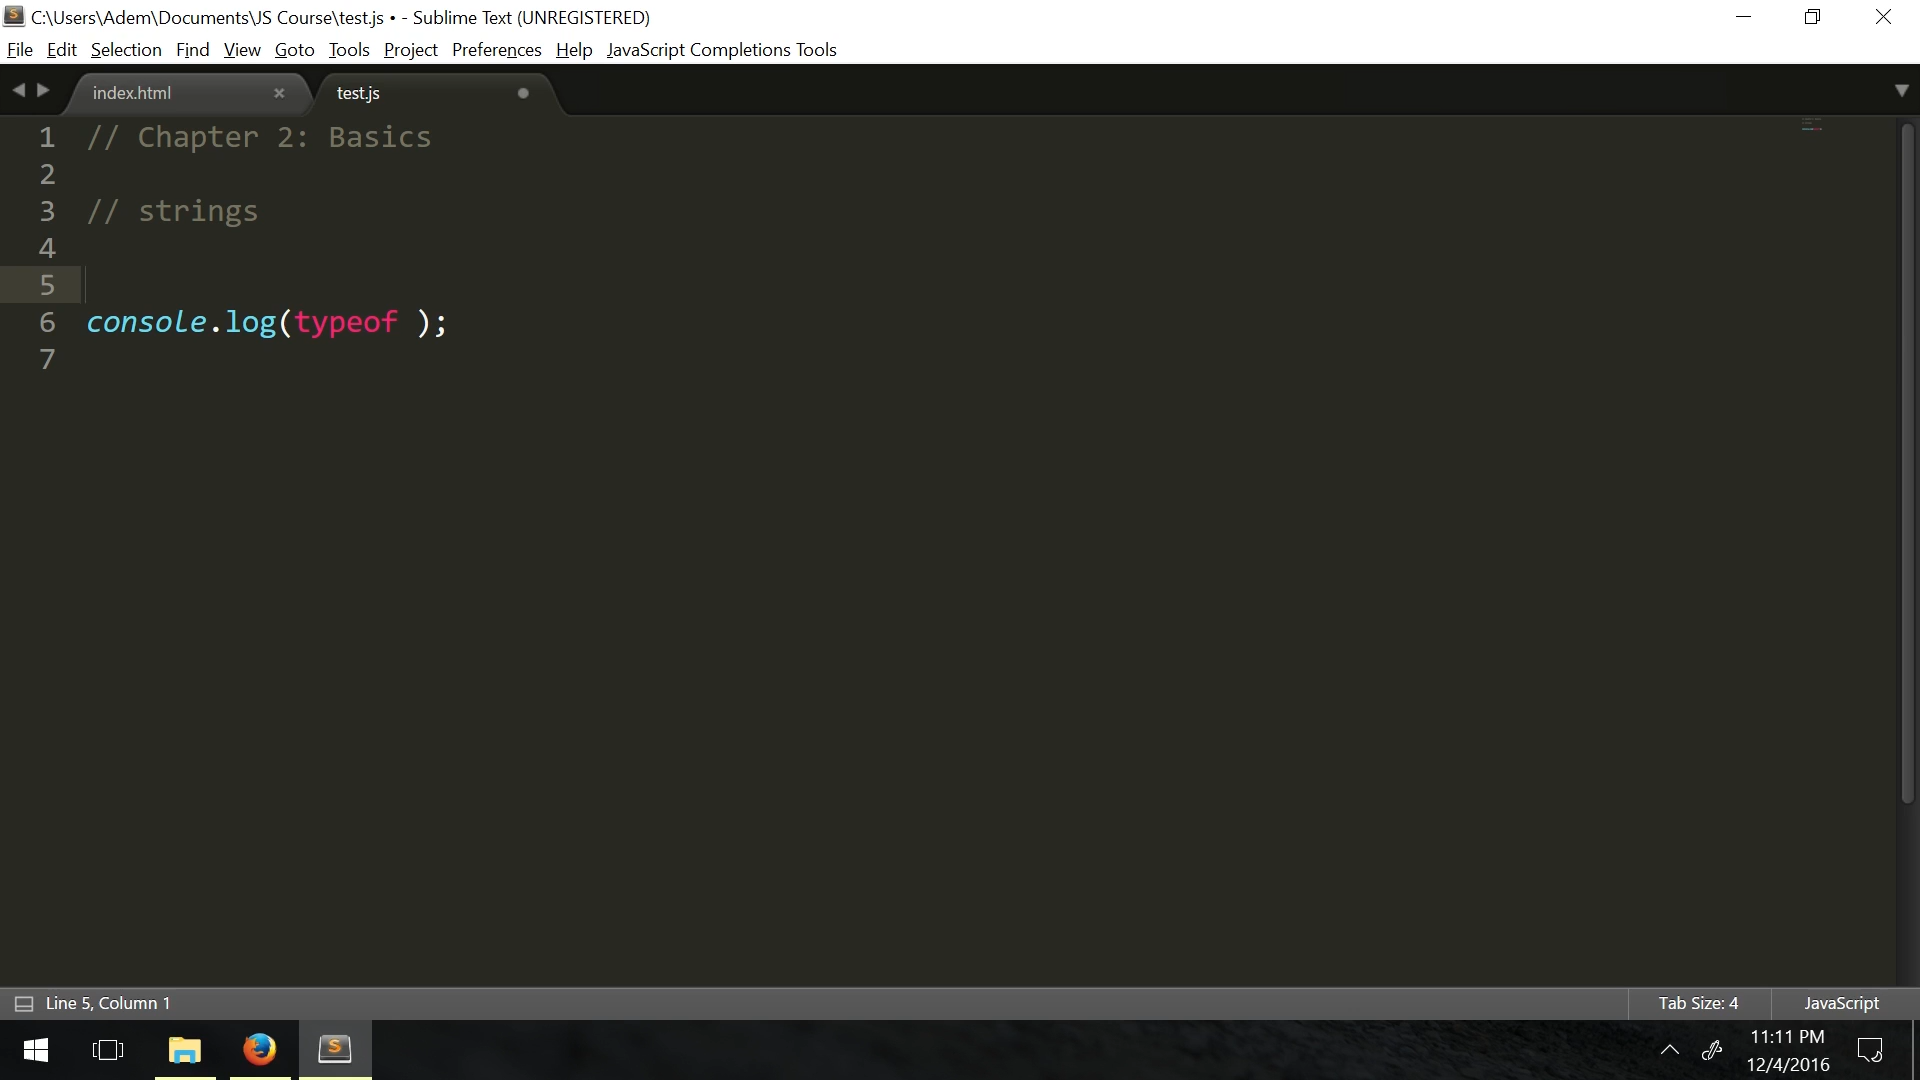 C:\Users\Adem\Documents\JS Course\test.js • - Sublime Text (UNREGISTERED)
File Edit Selection Find View Goto Tools Project Preferences Help JavaScript Completions Tools
index.html test.js
1 // Chapter 2: Basics
2
3 // strings
4
5
6 console.log(typeof );
7
Line 5, Column 1 Tab Size: 4 JavaScript
11:11 PM
12/4/2016